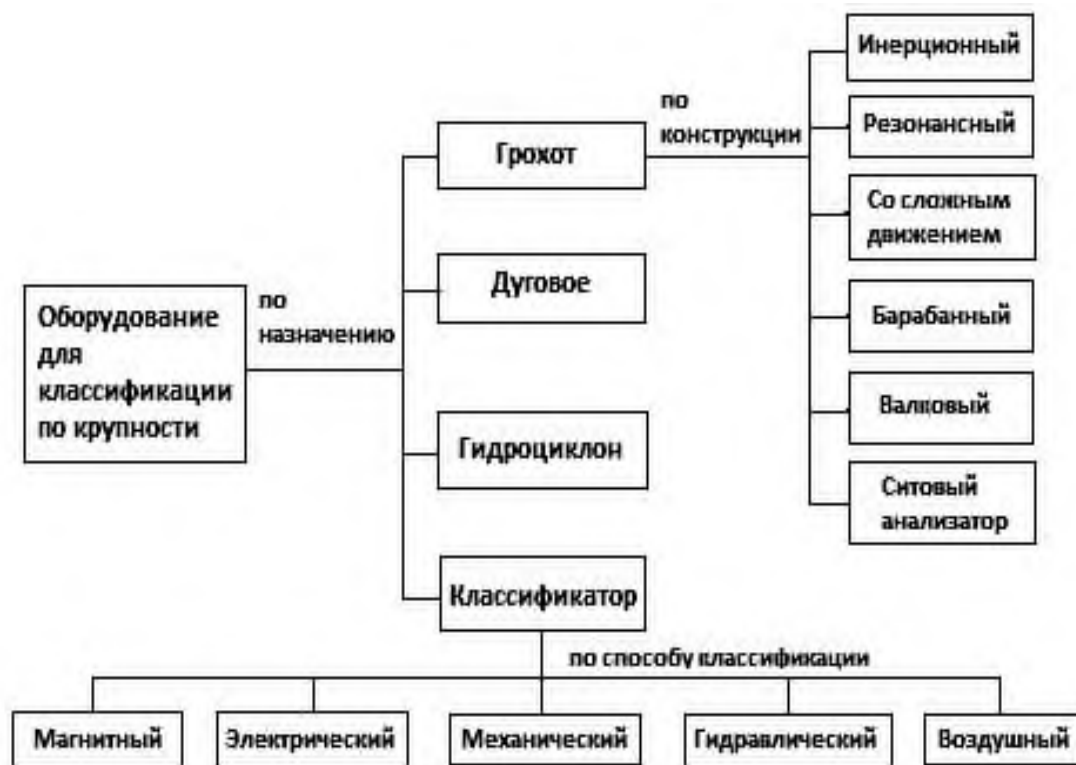 Оборудование
для
классификации
по крупности
по
назначению
Грохот
Дуговое
Гидроциклон
Классификатор
по
конструкции
Инерционный
Резонансный
Со сложным
движением
Барабанный
Валковый
Ситовый
анализатор
по способу классификации
Магнитный
Электрический
Механический
Гидравлический
Воздушный